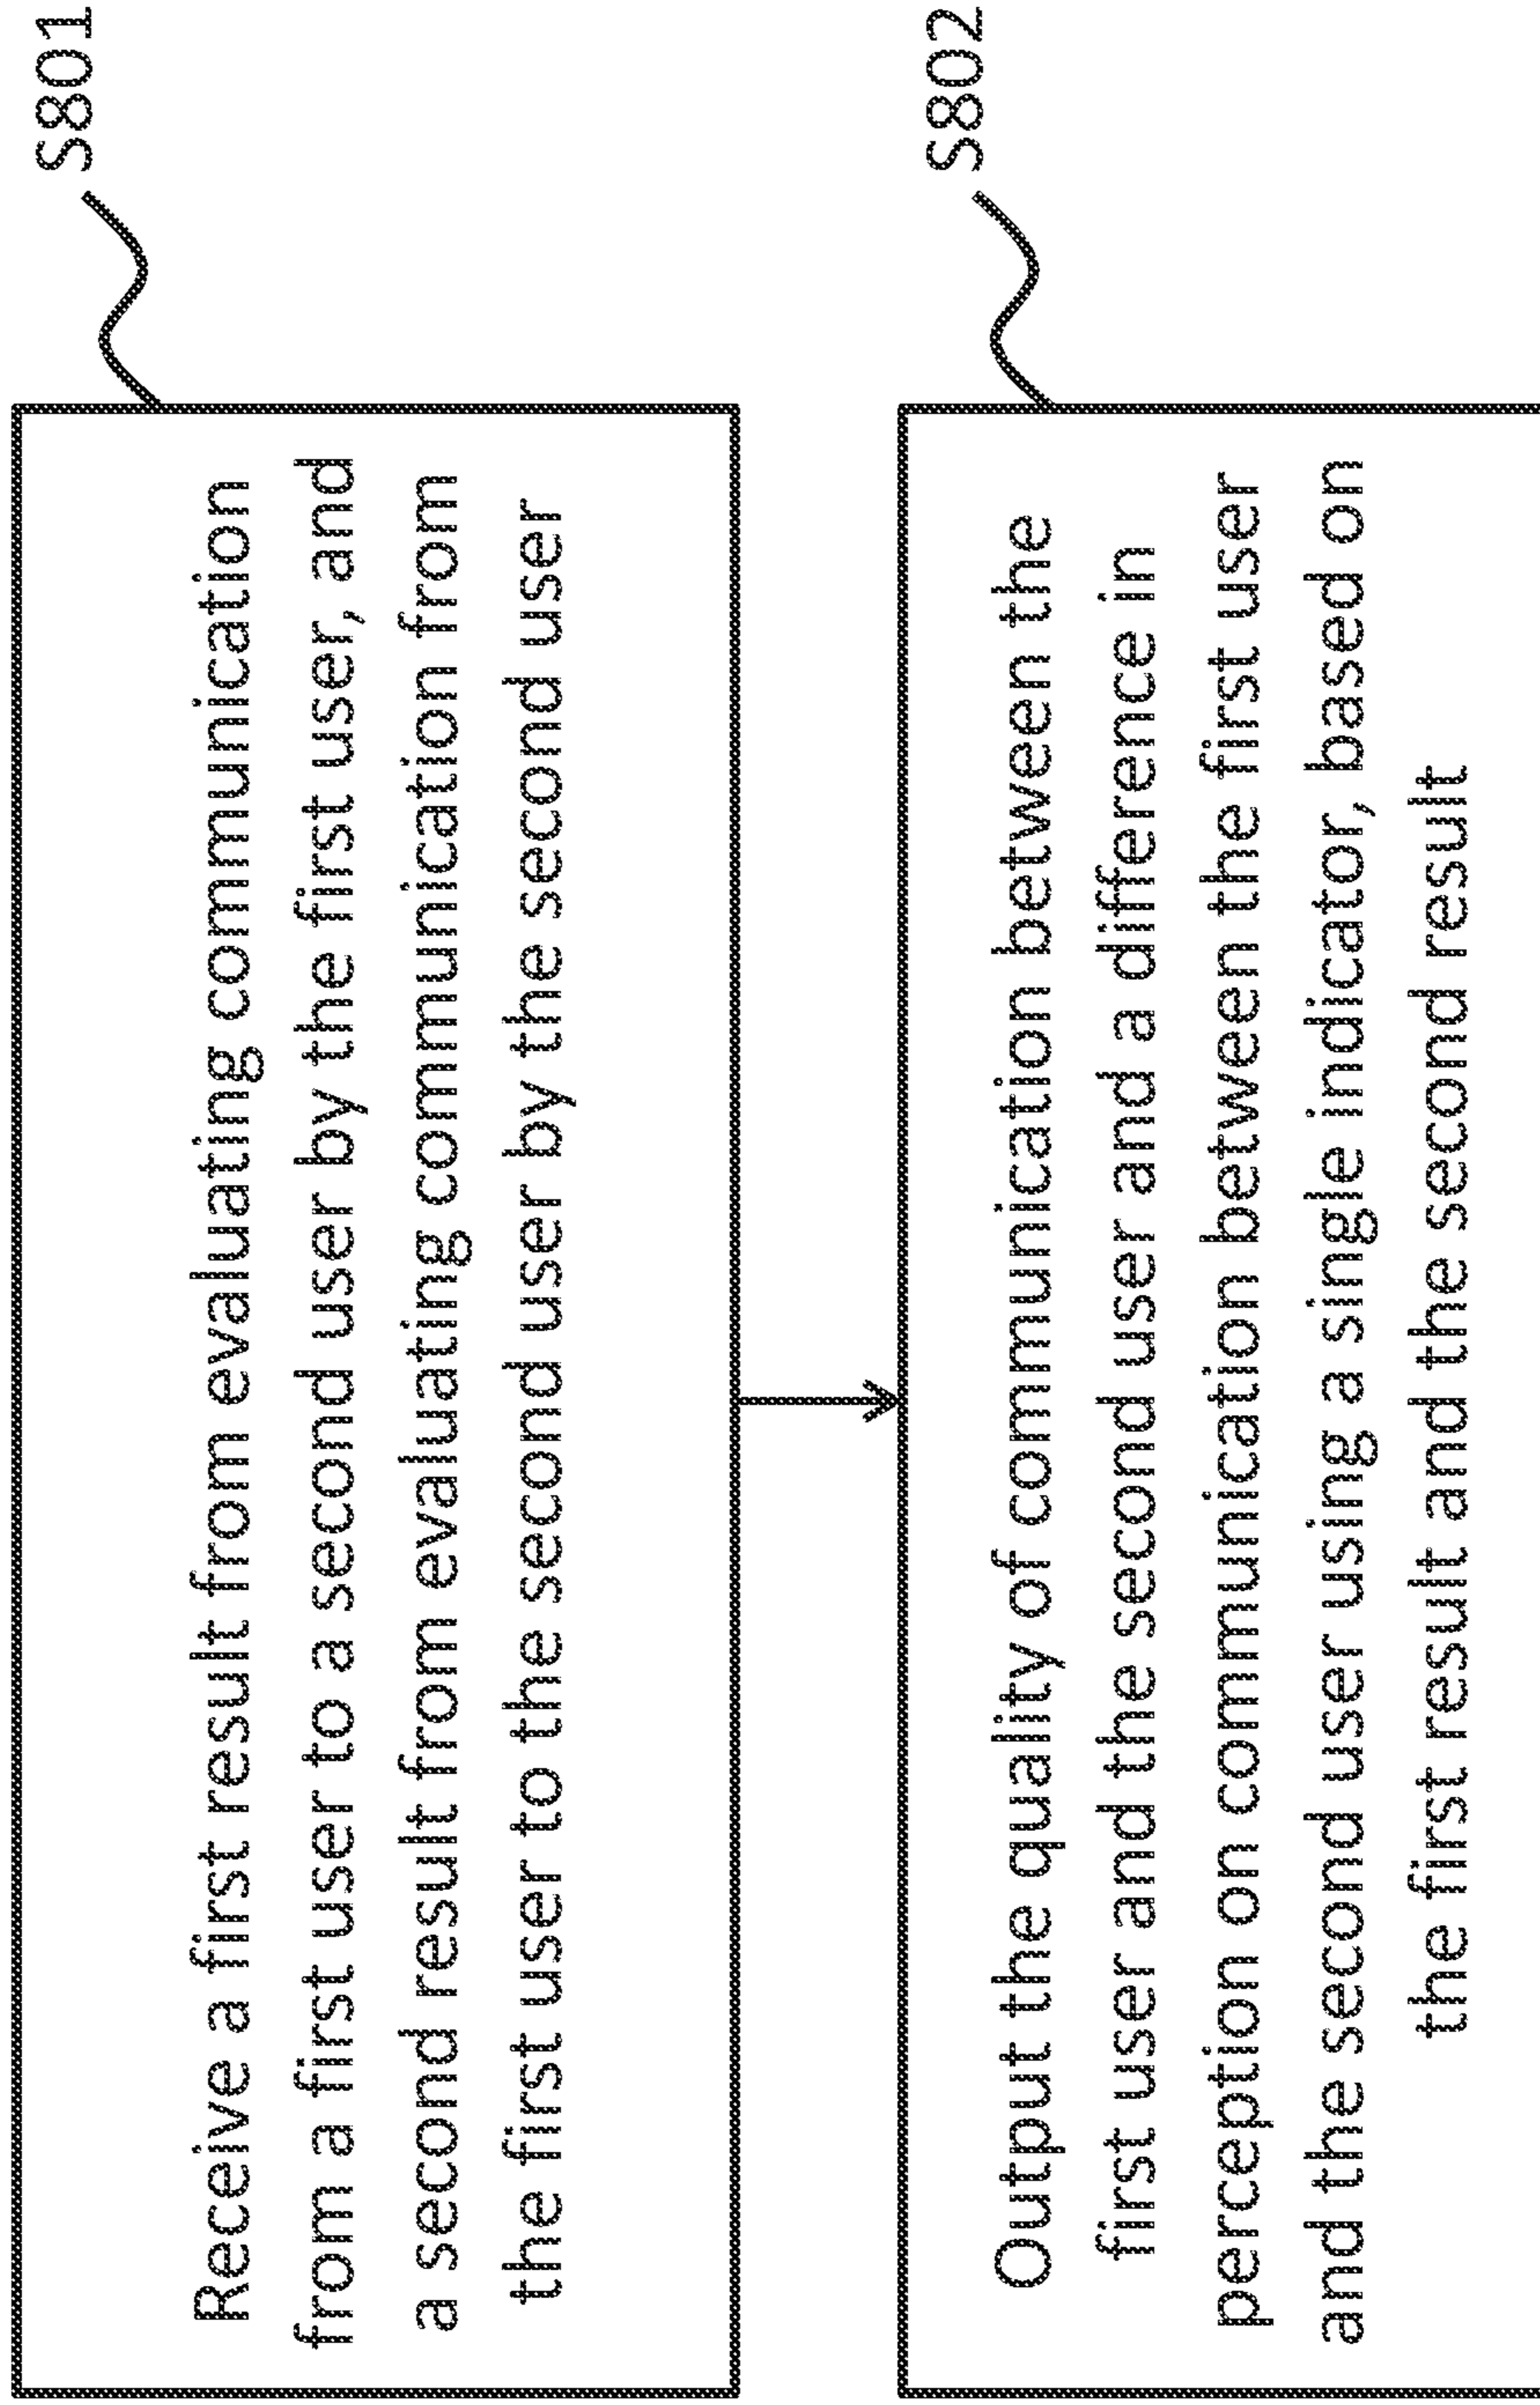 S801
Receive a first result from evaluating communication
from a first user to a second user by the first user, and
a second result from evaluating communication from
the first user to the second user by the second user
S802
Output the quality of communication between the
first user and the second user and a difference in
perception on communication between the first user
and the second user using a single indicator, based on
the first result and the second result